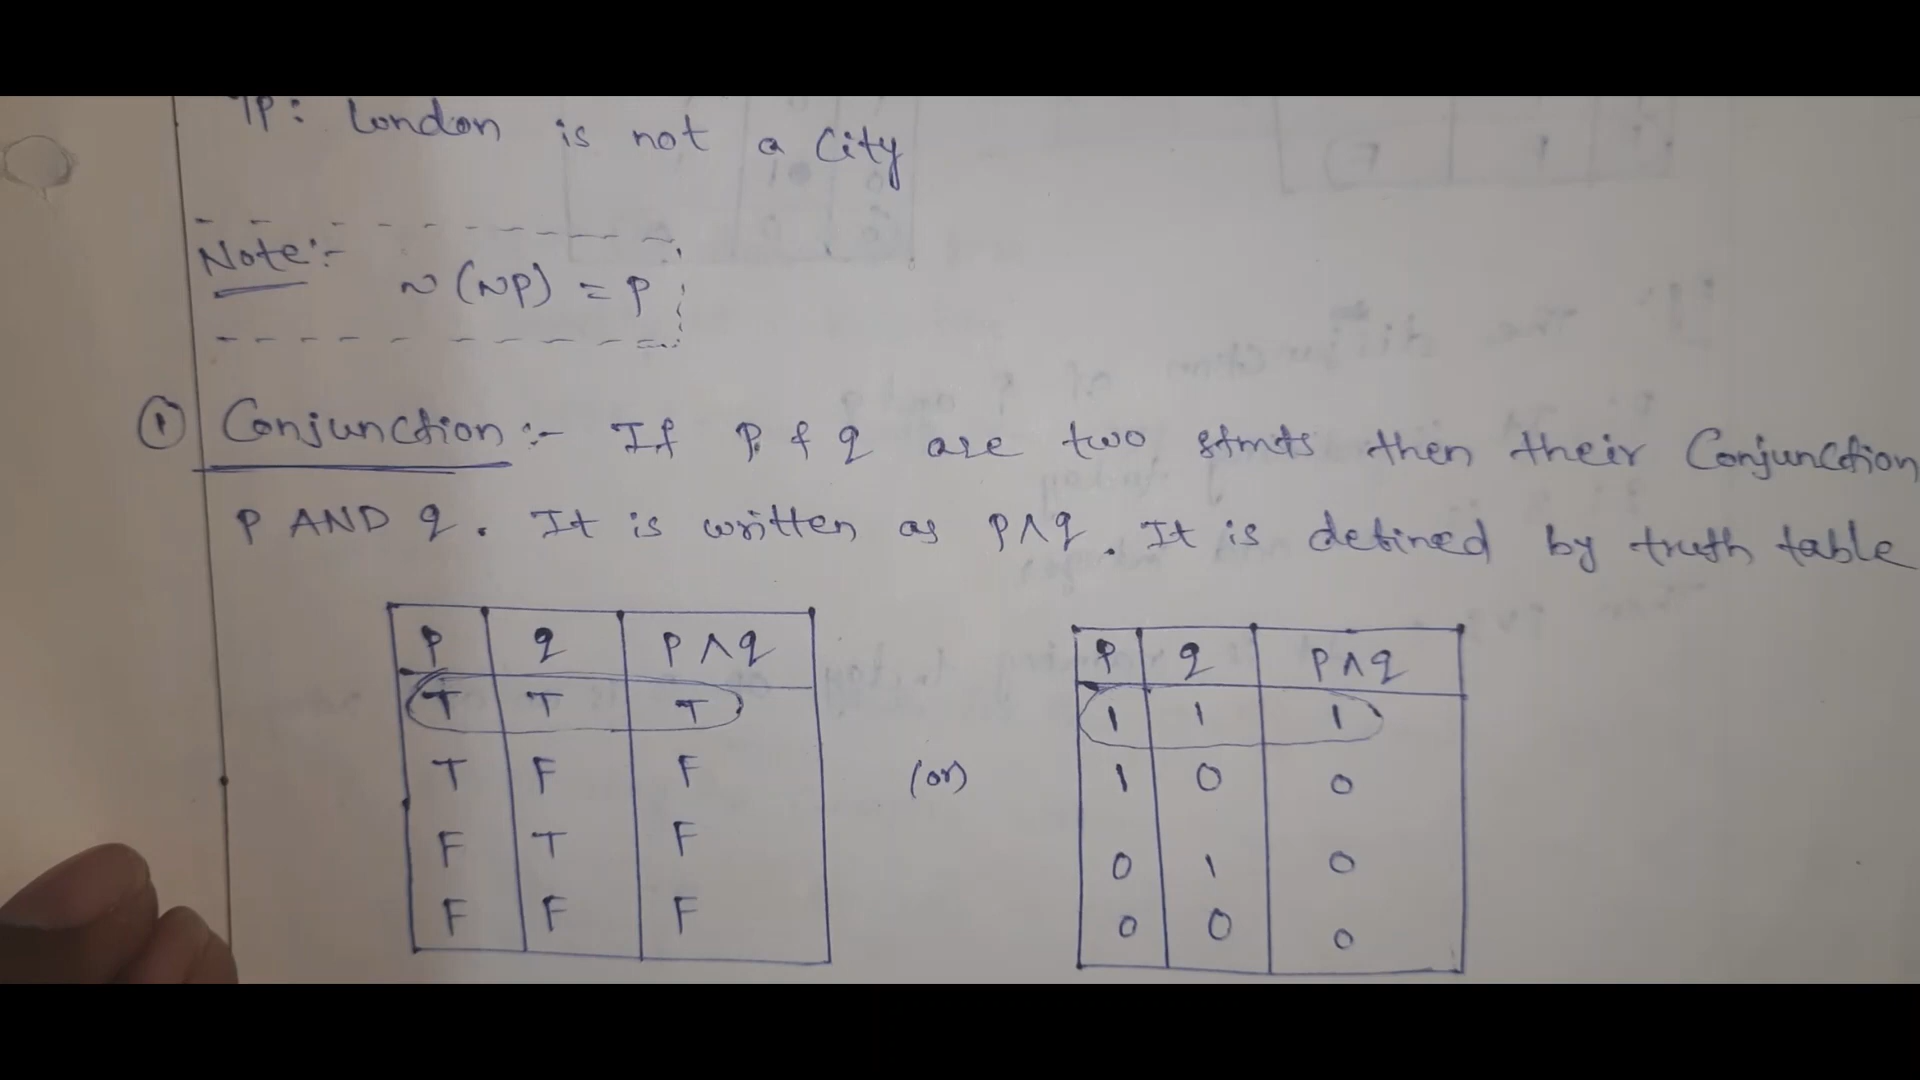 7P: London is not a City
Note:-
~(~P) = P
① Conjunction:- If P & q are two stmts then their Conjunction
P AND q. It is written as P∧q. It is defined by truth table
P q P∧q
T T T
T F F
F T F
F F F
(or)
P q P∧q
1 1 1
1 0 0
0 1 0
0 0 0